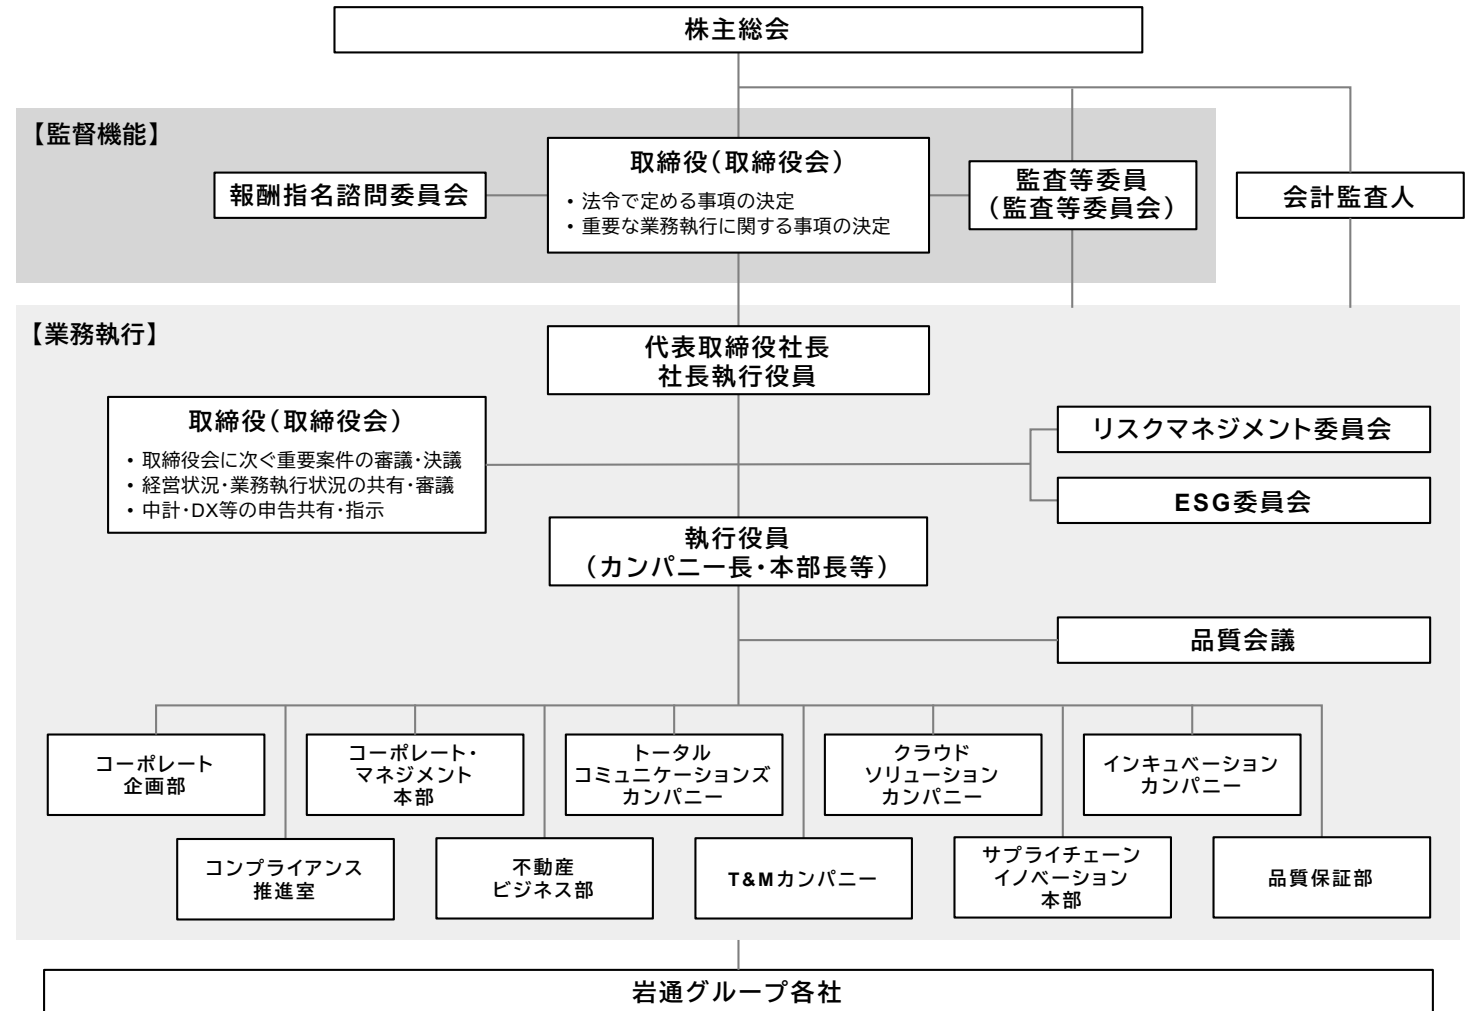 株主総会
【監督機能】
報酬指名諮問委員会
取締役（取締役会）
・法令で定める事項の決定
・重要な業務執行に関する事項の決定
監査等委員
（監査等委員会）
会計監査人
【業務執行】
代表取締役社長
社長執行役員
取締役（取締役会）
・取締役会に次ぐ重要案件の審議・決議
・経営状況・業務執行状況の共有・審議
・中計・DX等の申告共有・指示
リスクマネジメント委員会
ESG委員会
執行役員
（カンパニー長・本部長等）
品質会議
コーポレート
企画部
コーポレート・
マネジメント
本部
トータル
コミュニケーションズ
カンパニー
クラウド
ソリューション
カンパニー
インキュベーション
カンパニー
コンプライアンス
推進室
不動産
ビジネス部
T&Mカンパニー
サプライチェーン
イノベーション
本部
品質保証部
岩通グループ各社